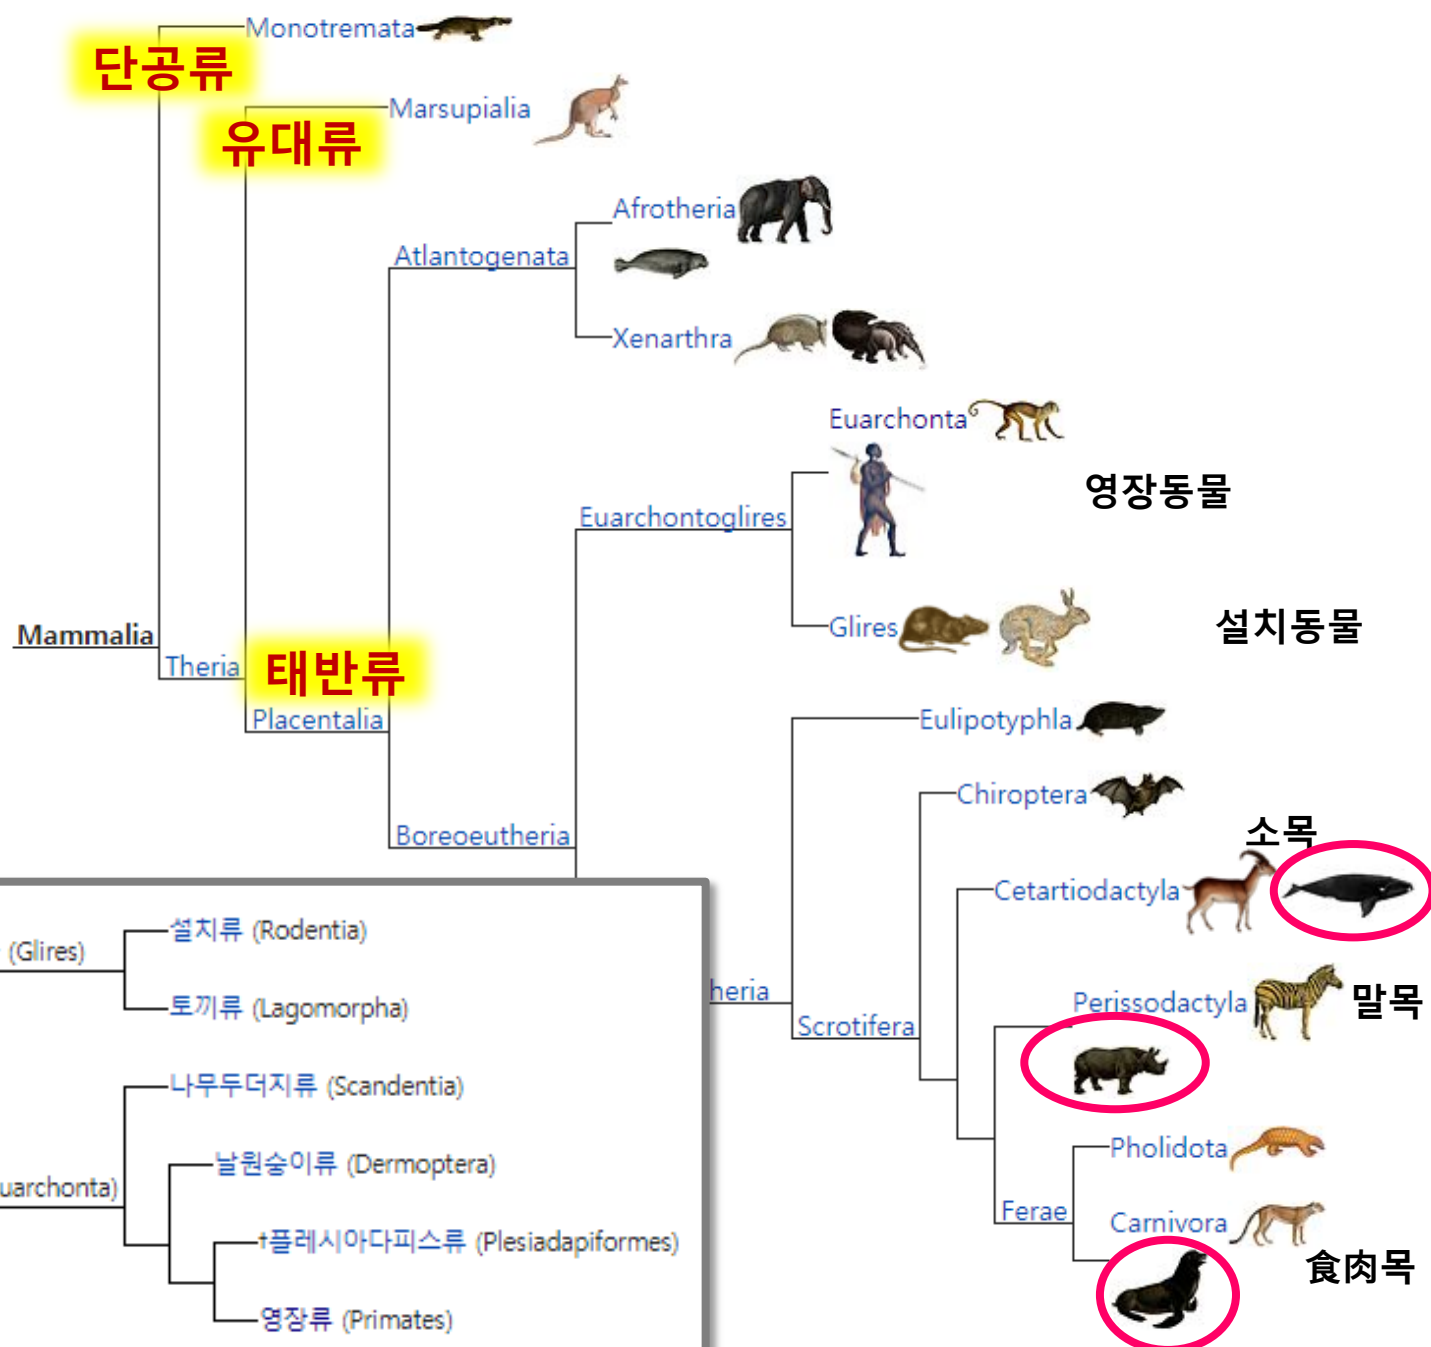 Monotremata
단공류
Marsupialia
유대류
Afrotheria
Atlantogenata
Xenarthra
Euarchonta
영장동물
Euarchontoglires
Glires
설치동물
Mammalia
Theria
태반류
Placentalia
Eulipotyphla
Chiroptera
Boreoeutheria
소목
Cetartiodactyla
heria
Scrotifera
Perissodactyla
말목
Pholidota
Ferae
Carnivora
食肉목
(Glires)
설치류 (Rodentia)
토끼류 (Lagomorpha)
uarchonta)
나무두더지류 (Scandentia)
날원숭이류 (Dermoptera)
†플레시아다피스류 (Plesiadapiformes)
영장류 (Primates)